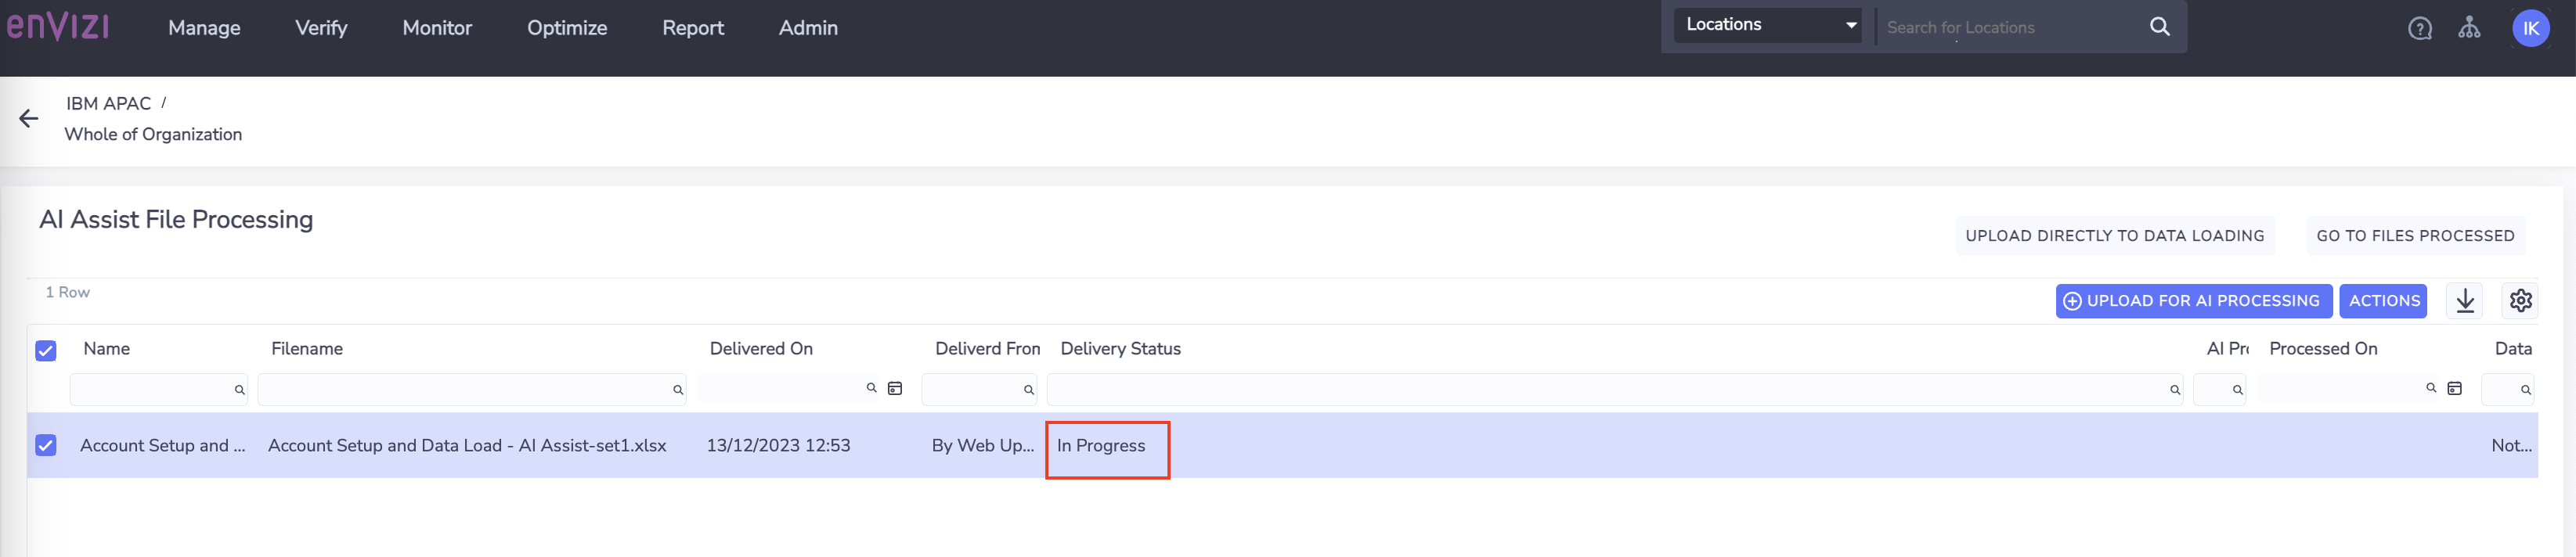 enVizi Manage Verify Monitor Optimize Report Admin Locations Search for Locations ? IK
IBM APAC /
Whole of Organization
AI Assist File Processing
UPLOAD DIRECTLY TO DATA LOADING GO TO FILES PROCESSED
1 Row
UPLOAD FOR AI PROCESSING ACTIONS
Name Filename Delivered On Deliverd Fron Delivery Status AI Pro Processed On Data
Account Setup and ... Account Setup and Data Load - AI Assist-set1.xlsx 13/12/2023 12:53 By Web Up... In Progress Not...